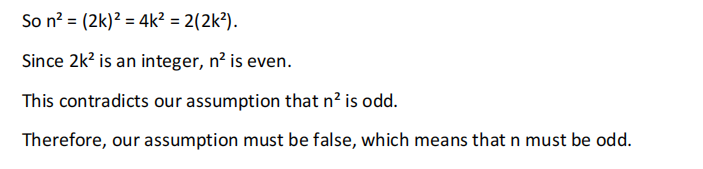 So n² = (2k)² = 4k² = 2(2k²).
Since 2k² is an integer, n² is even.
This contradicts our assumption that n² is odd.
Therefore, our assumption must be false, which means that n must be odd.